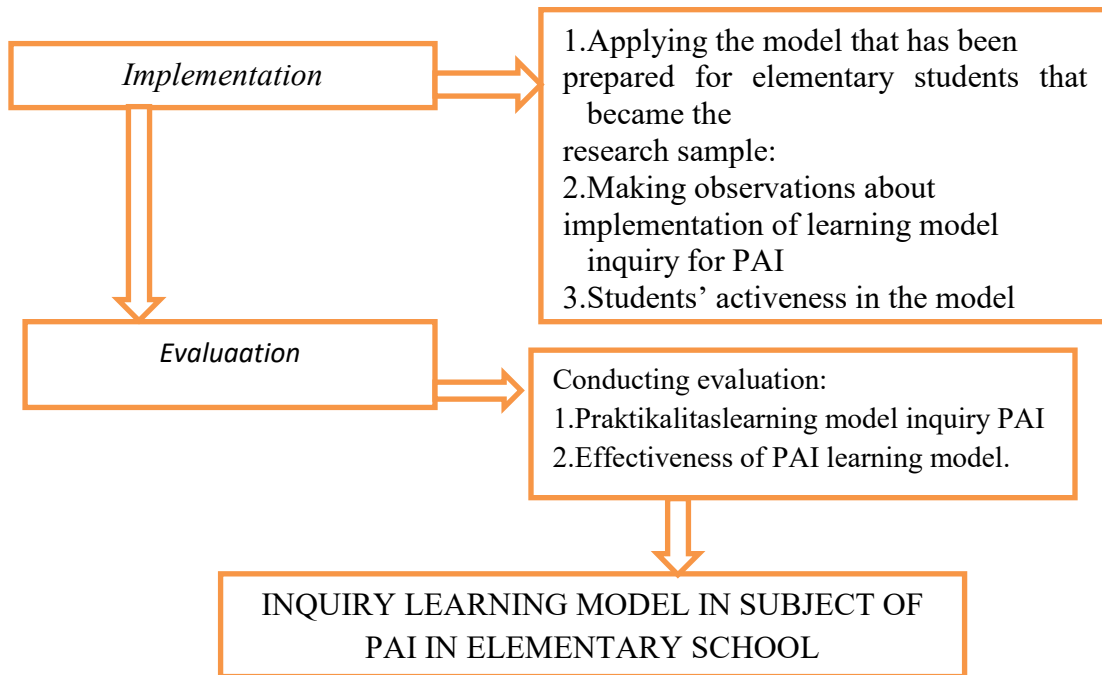 Implementation
1.Applying the model that has been
prepared for elementary students that
became the
research sample:
2.Making observations about
implementation of learning model
inquiry for PAI
3.Students’ activeness in the model
Evaluaation
Conducting evaluation:
1.Praktikalitaslearning model inquiry PAI
2.Effectiveness of PAI learning model.
INQUIRY LEARNING MODEL IN SUBJECT OF
PAI IN ELEMENTARY SCHOOL